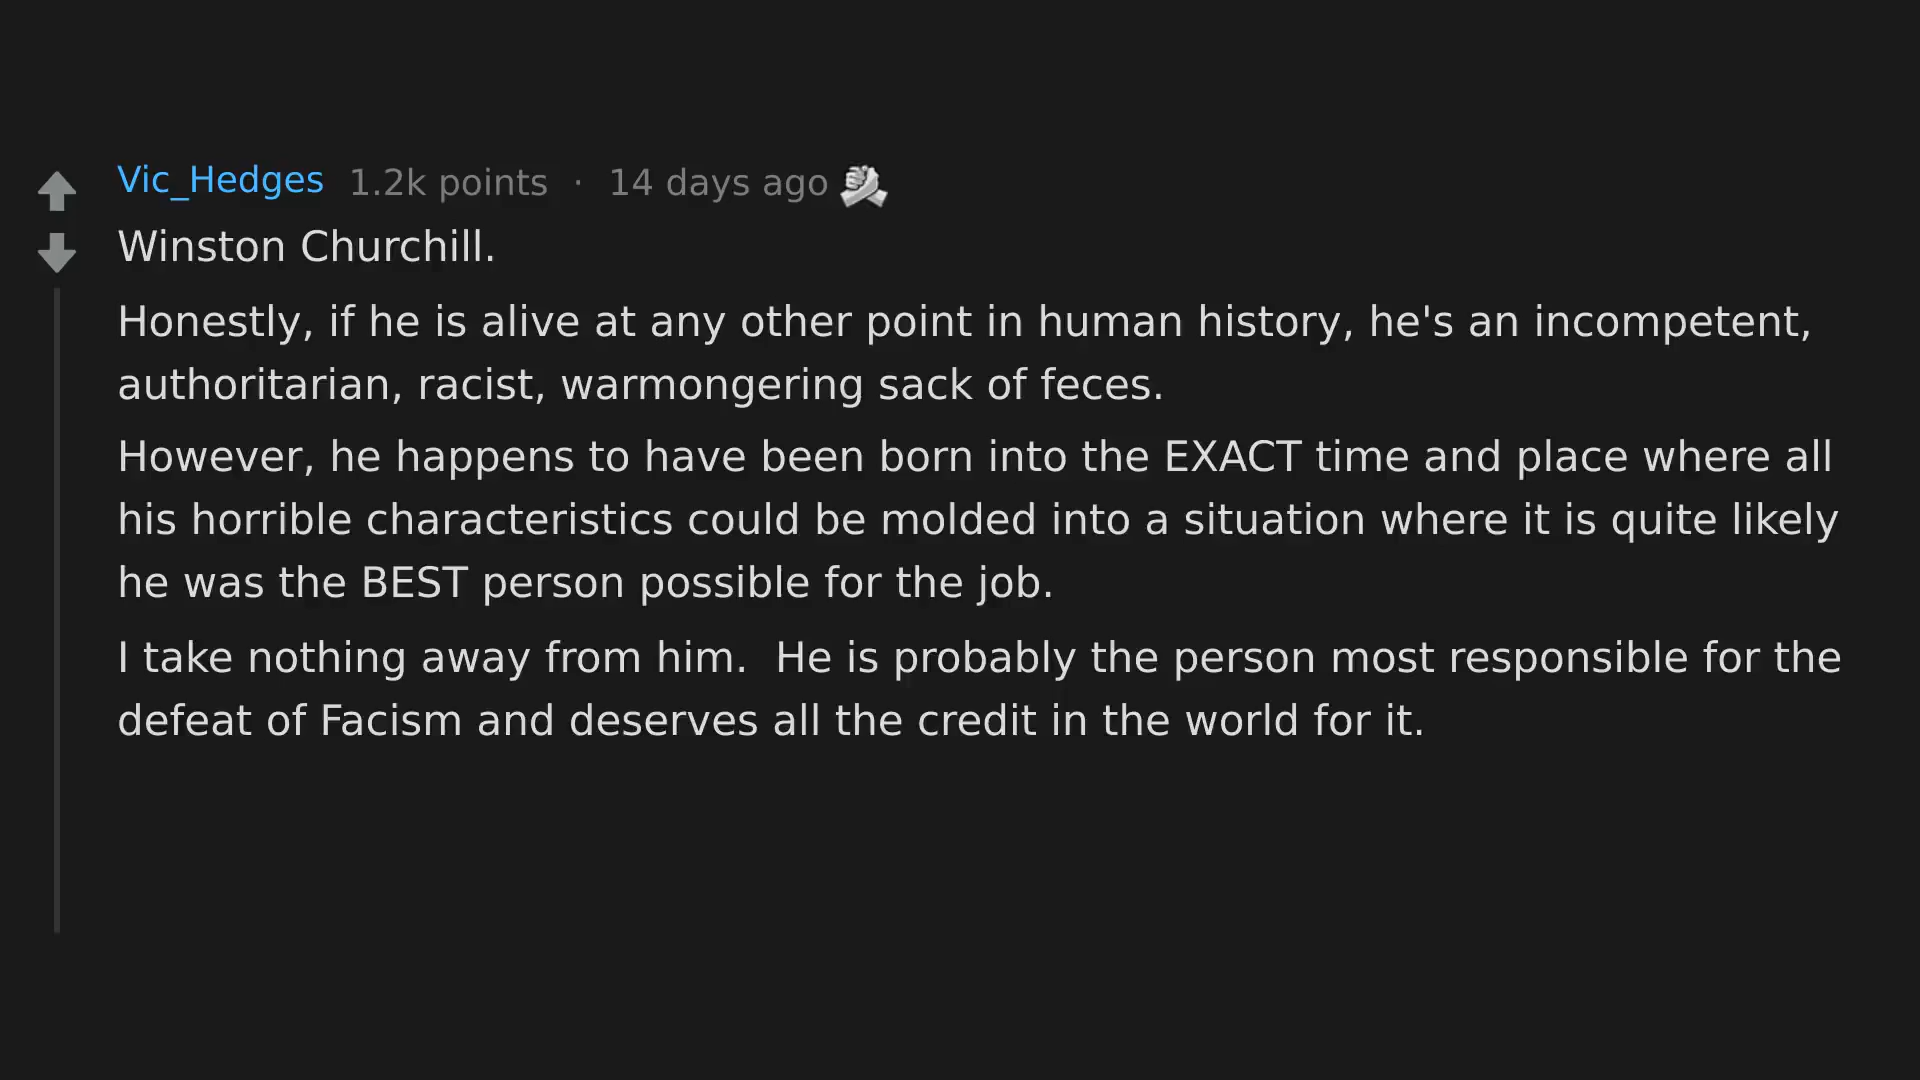 Vic_Hedges 1.2k points · 14 days ago
Winston Churchill.
Honestly, if he is alive at any other point in human history, he's an incompetent,
authoritarian, racist, warmongering sack of feces.
However, he happens to have been born into the EXACT time and place where all
his horrible characteristics could be molded into a situation where it is quite likely
he was the BEST person possible for the job.
I take nothing away from him.  He is probably the person most responsible for the
defeat of Facism and deserves all the credit in the world for it.